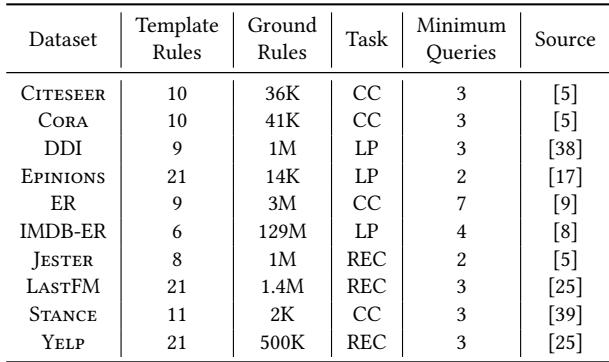 Dataset Template Rules Ground Rules Task Minimum Queries Source
CITESEER 10 36K CC 3 [5]
CORA 10 41K CC 3 [5]
DDI 9 1M LP 3 [38]
EPINIONS 21 14K LP 2 [17]
ER 9 3M CC 7 [9]
IMDB-ER 6 129M LP 4 [8]
JESTER 8 1M REC 2 [5]
LASTFM 21 1.4M REC 3 [25]
STANCE 11 2K CC 3 [39]
YELP 21 500K REC 3 [25]